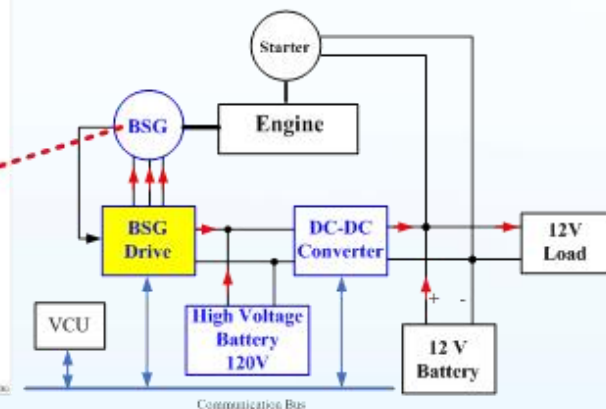 Starter
BSG
Engine
BSG
Drive
DC-DC
Converter
12V
Load
VCU
High Voltage
Battery
120V
+ -
12 V
Battery
Communication Bus